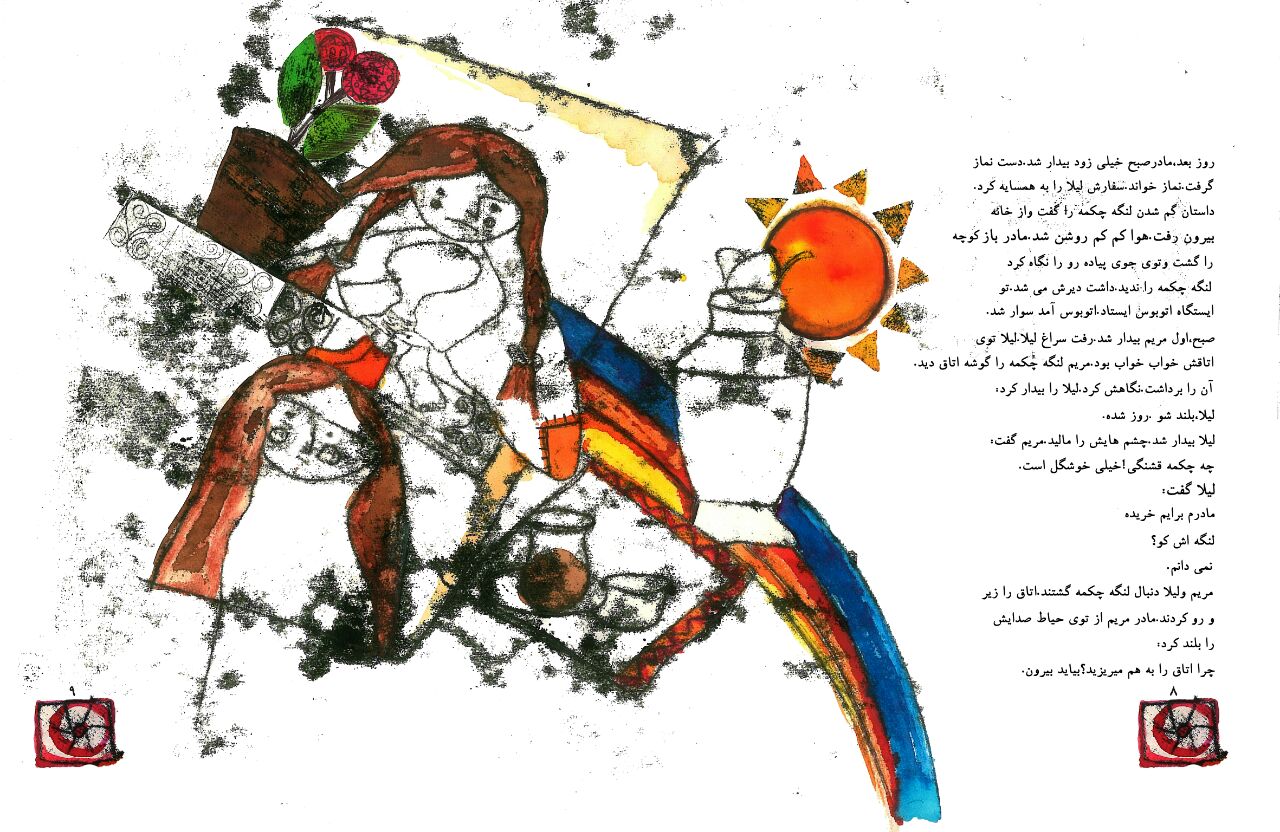 روز بعد،مادرصبح خیلی زود بیدار شد.دست نماز
گرفت.نماز خواند.سفارش لیلا را به همسایه کرد.
داستان گم شدن لنگه چکمه را گفت واز خانه
بیرون رفت.هوا کم کم روشن شد.مادر باز کوچه
را گشت وتوی جوی پیاده رو را نگاه کرد
لنگه چکمه را ندید.داشت دیرش می شد.تو
ایستگاه اتوبوس ایستاد.اتوبوس آمد سوار شد.
صبح،اول مریم بیدار شد.رفت سراغ لیلا.لیلا توی
اتاقش خواب خواب بود.مریم لنگه چکمه را گوشه اتاق دید.
آن را برداشت.نگاهش کرد.لیلا را بیدار کرد:
لیلا،بلند شو .روز شده.
لیلا بیدار شد.چشم هایش را مالید.مریم گفت:
چه چکمه قشنگی!خیلی خوشگل است.
لیلا گفت:
مادرم برایم خریده
لنگه اش کو؟
نمی دانم.
مریم ولیلا دنبال لنگه چکمه گشتند.اتاق را زیر
و رو کردند.مادر مریم از توی حیاط صدایش
را بلند کرد:
چرا اتاق را به هم میریزید؟بیاید بیرون.
۸
۹